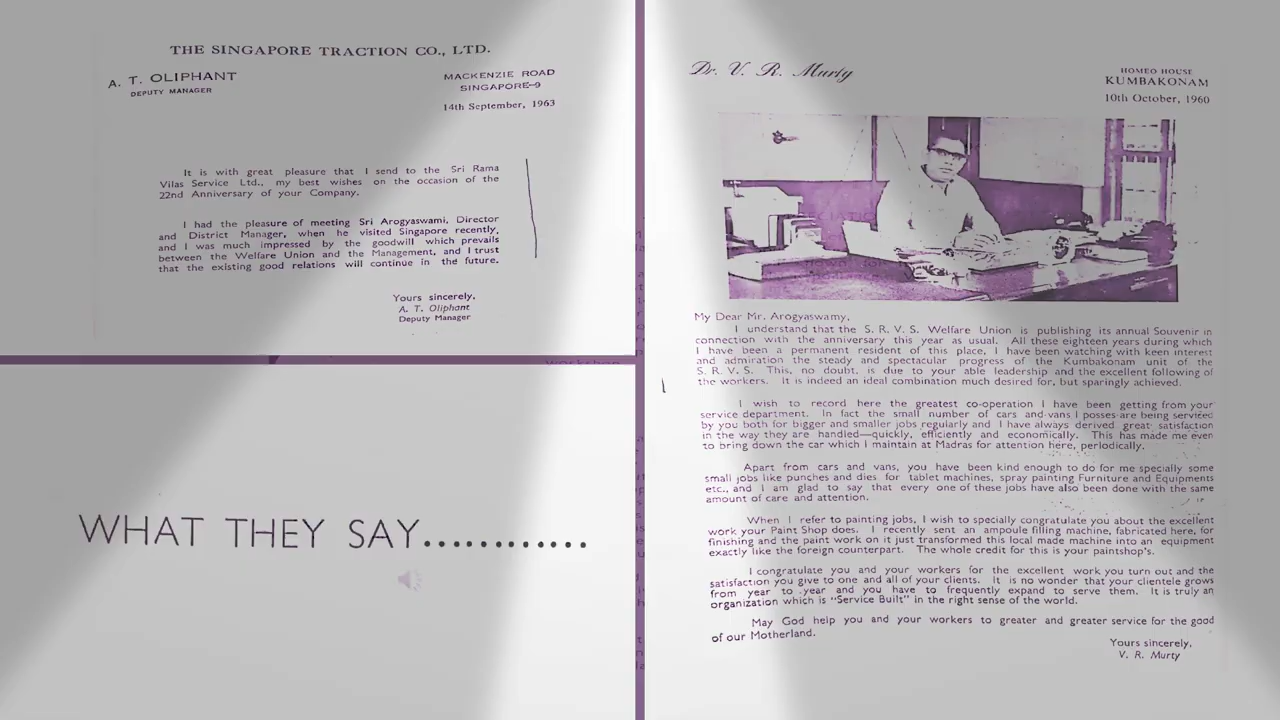 THE SINGAPORE TRACTION CO., LTD.
A. T. OLIPHANT
DEPUTY MANAGER
MACKENZIE ROAD
SINGAPORE-9
14th September, 1963
It is with great pleasure that I send to the Sri Rama
Vilas Service Ltd., my best wishes on the occasion of the
22nd Anniversary of your Company.
I had the pleasure of meeting Sri Arogyaswami, Director
and District Manager, when he visited Singapore recently,
and I was much impressed by the goodwill which prevails
between the Welfare Union and the Management, and I trust
that the existing good relations will continue in the future.
Yours sincerely,
A. T. Oliphant
Deputy Manager
WHAT THEY SAY............
Dr. V. R. Murty
HOMEO HOUSE
KUMBAKONAM
10th October, 1960
My Dear Mr. Arogyaswamy,
I understand that the S. R. V. S. Welfare Union is publishing its annual Souvenir in
connection with the anniversary this year as usual. All these eighteen years during which
I have been a permanent resident of this place, I have been watching with keen interest
and admiration the steady and spectacular progress of the Kumbakonam unit of the
S. R. V. S. This, no doubt, is due to your able leadership and the excellent following of
the workers. It is indeed an ideal combination much desired for, but sparingly achieved.
I wish to record here the greatest co-operation I have been getting from your
service department. In fact the small number of cars and vans I posses are being serviced
by you both for bigger and smaller jobs regularly and I have always derived great satisfaction
in the way they are handled—quickly, efficiently and economically. This has made me even
to bring down the car which I maintain at Madras for attention here, periodically.
Apart from cars and vans, you have been kind enough to do for me specially some
small jobs like punches and dies for tablet machines, spray painting Furniture and Equipments
etc., and I am glad to say that every one of these jobs have also been done with the same
amount of care and attention.
When I refer to painting jobs, I wish to specially congratulate you about the excellent
work your Paint Shop does. I recently sent an ampoule filling machine, fabricated here, for
finishing and the paint work on it just transformed this local made machine into an equipment
exactly like the foreign counterpart. The whole credit for this is your paintshop's.
I congratulate you and your workers for the excellent work you turn out and the
satisfaction you give to one and all of your clients. It is no wonder that your clientele grows
from year to year and you have to frequently expand to serve them. It is truly an
organization which is "Service Built" in the right sense of the world.
May God help you and your workers to greater and greater service for the good
of our Motherland.
Yours sincerely,
V. R. Murty